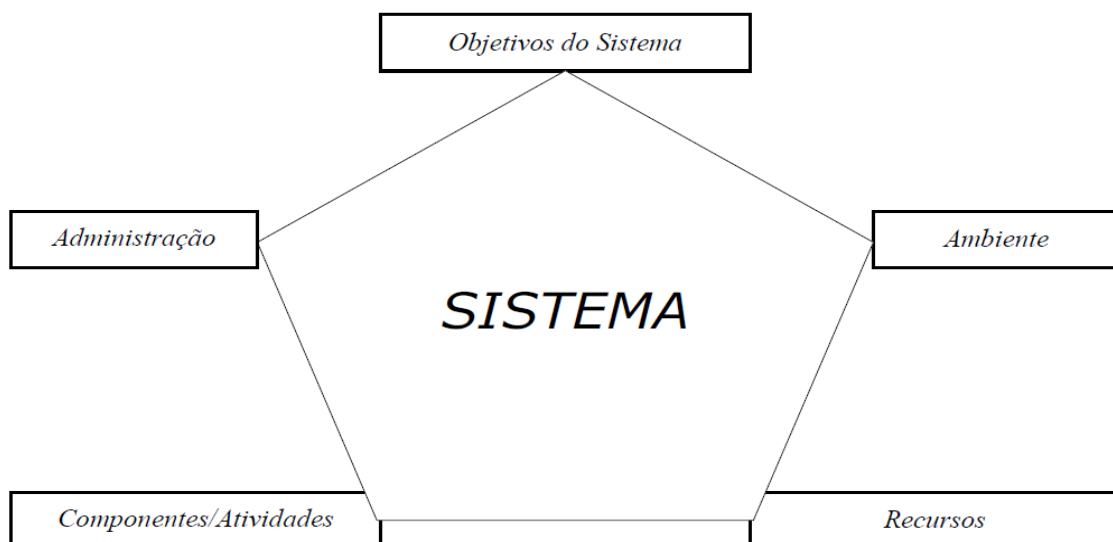 Objetivos do Sistema
Administração
Ambiente
SISTEMA
Componentes/Atividades
Recursos